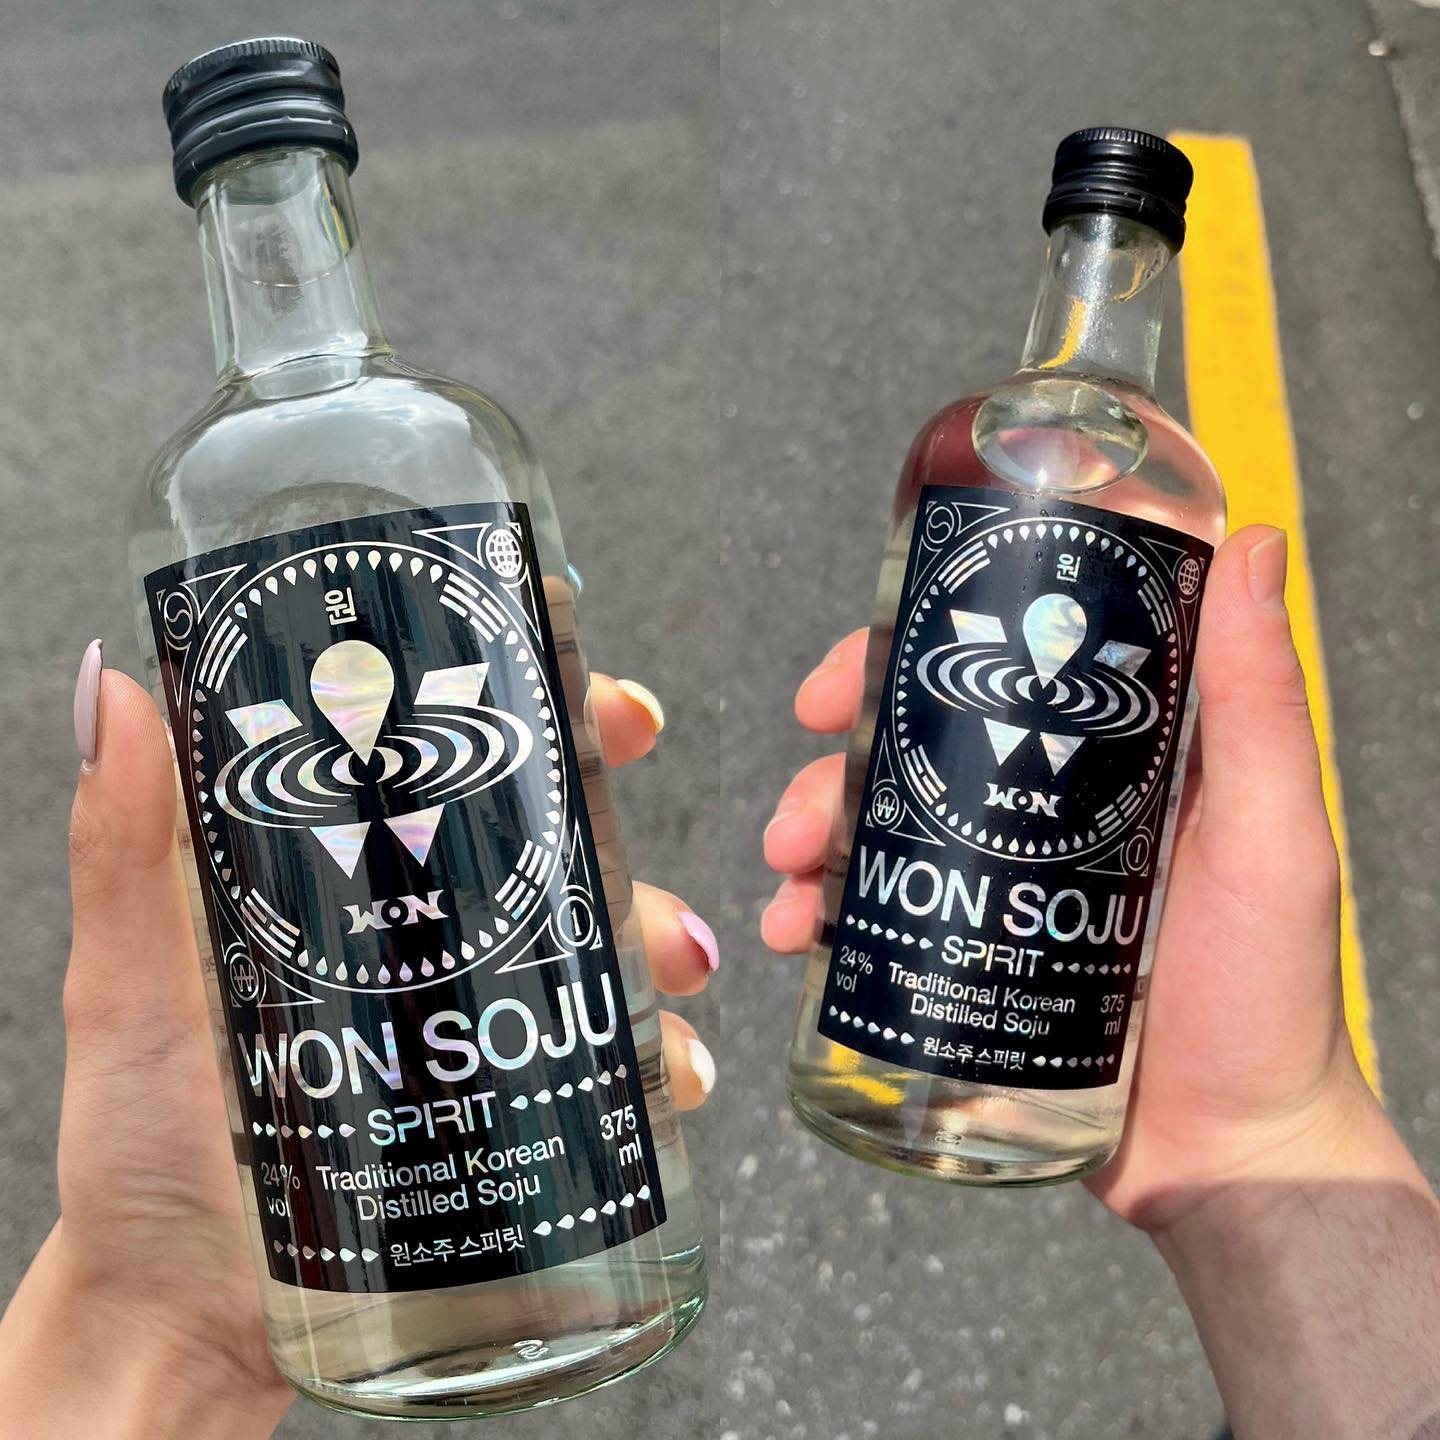 원
WON
WON SOJU
SPIRIT
24%
vol
Traditional Korean
Distilled Soju
375
ml
원소주 스피릿
원
WON
WON SOJU
SPIRIT
24%
vol
Traditional Korean
Distilled Soju
375
ml
원소주 스피릿